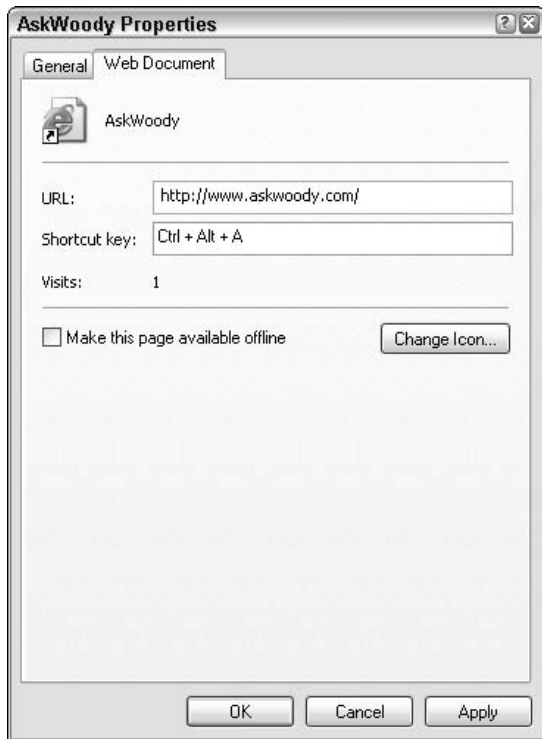 AskWoody Properties
General Web Document
AskWoody
URL: http://www.askwoody.com/
Shortcut key: Ctrl + Alt + A
Visits: 1
Make this page available offline Change Icon...
OK Cancel Apply